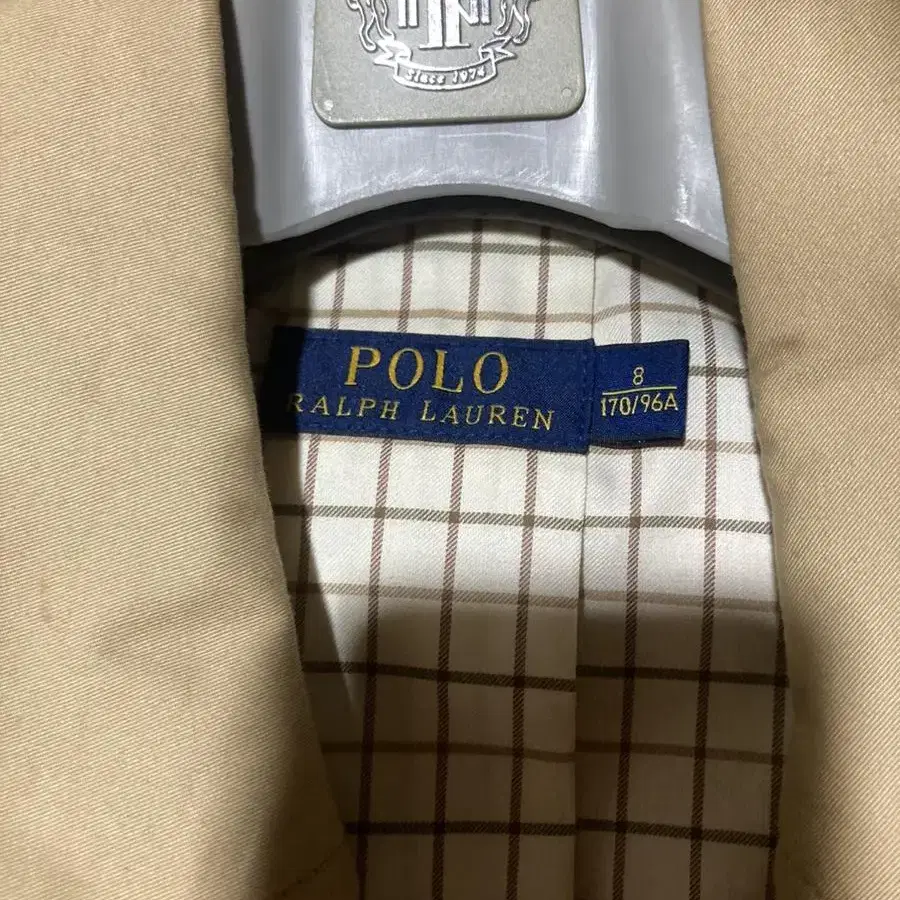 Since 1974
POLO
RALPH LAUREN
8
170/96A